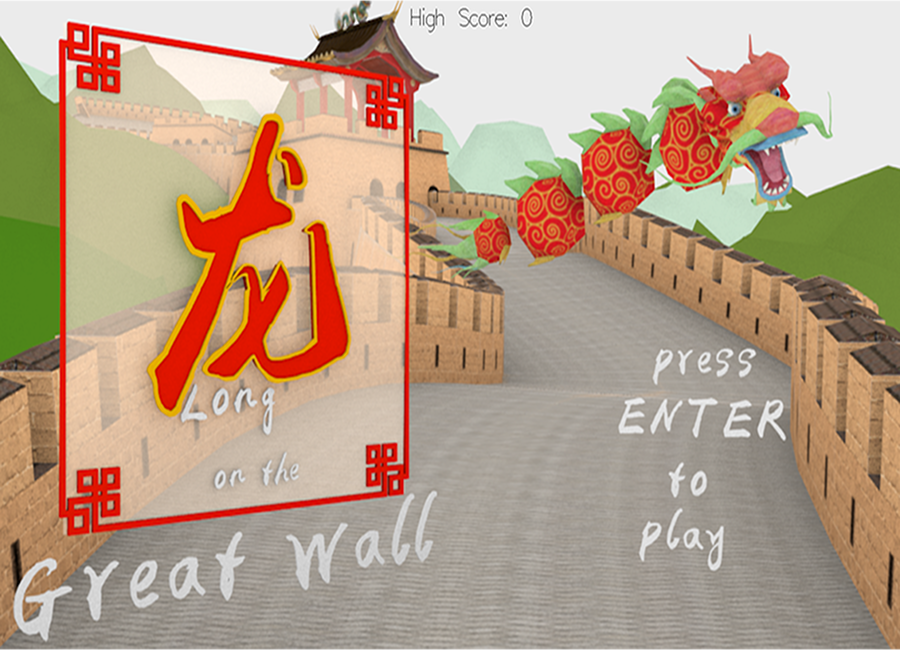 High Score: 0
龙
Long
on the
Great Wall
press
ENTER
to
play